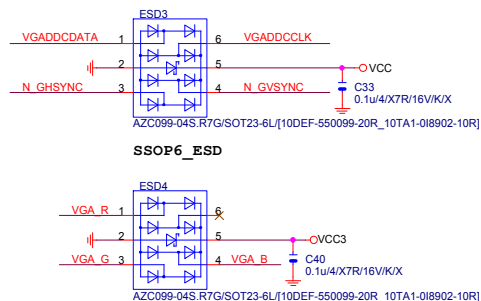 ESD3
VGADDCDATA 1 6 VGADDCCLK
2 5 VCC
N_GHSYNC 3 4 N_GVSYNC
C33
0.1u/4/X7R/16V/K/X
AZC099-04S.R7G/SOT23-6L/[10DEF-550099-20R_10TA1-0I8902-10R]
SSOP6_ESD
ESD4
VGA_R 1 6
2 5 VCC3
VGA_G 3 4 VGA_B
C40
0.1u/4/X7R/16V/K/X
AZC099-04S.R7G/SOT23-6L/[10DEF-550099-20R_10TA1-0I8902-10R]